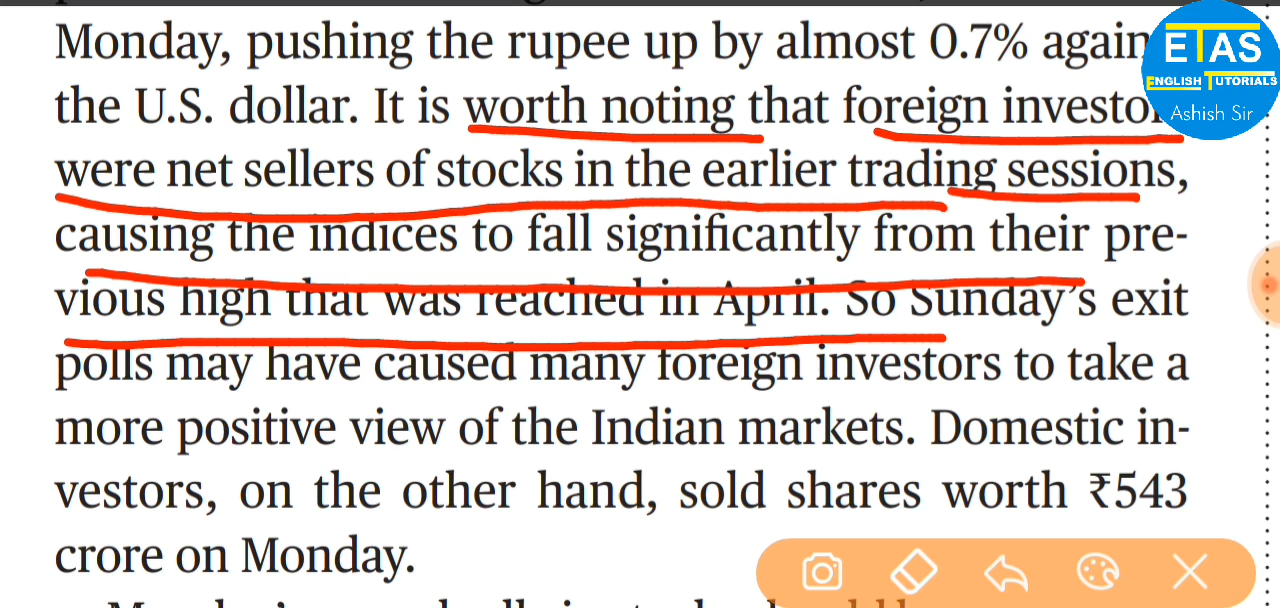 Monday, pushing the rupee up by almost 0.7% again
the U.S. dollar. It is worth noting that foreign investo
were net sellers of stocks in the earlier trading sessions,
causing the indices to fall significantly from their pre-
vious high that was reached in April. So Sunday's exit
polls may have caused many foreign investors to take a
more positive view of the Indian markets. Domestic in-
vestors, on the other hand, sold shares worth ₹543
crore on Monday.
ETAS
ENGLISH TUTORIALS
Ashish Sir